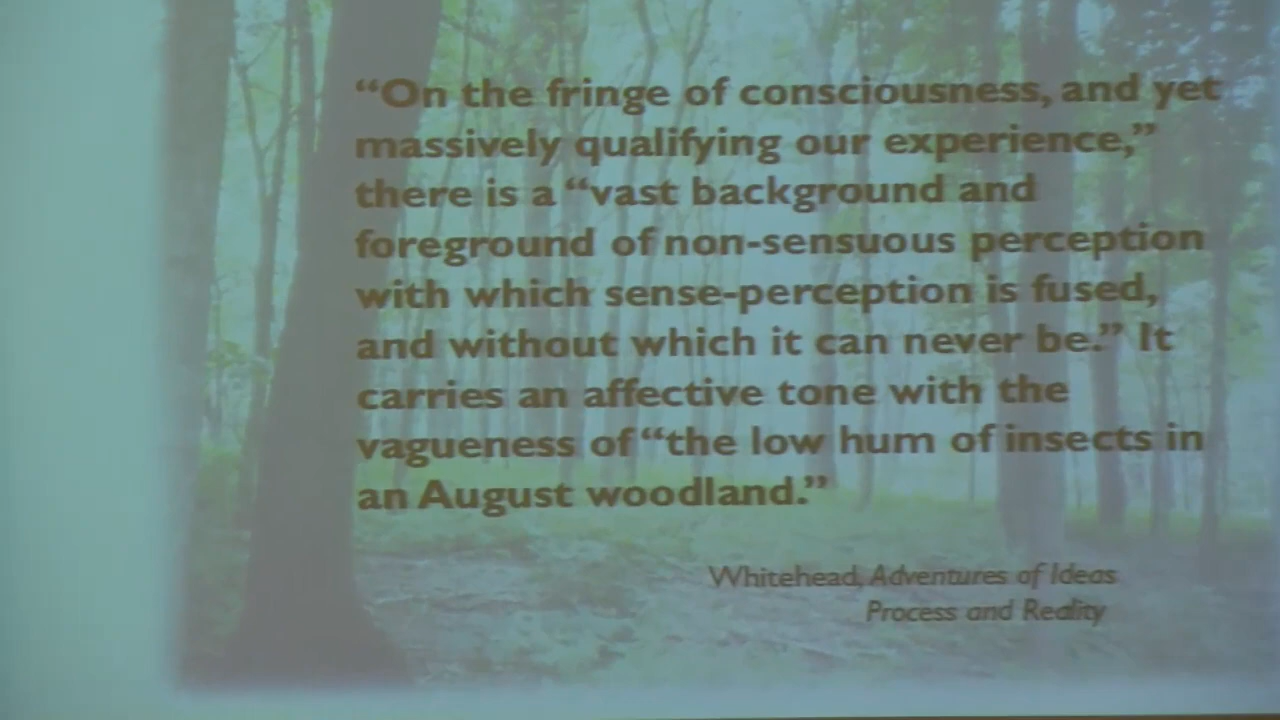 “On the fringe of consciousness, and yet
massively qualifying our experience,”
there is a “vast background and
foreground of non-sensuous perception
with which sense-perception is fused,
and without which it can never be.” It
carries an affective tone with the
vagueness of “the low hum of insects in
an August woodland.”
Whitehead, Adventures of Ideas
Process and Reality